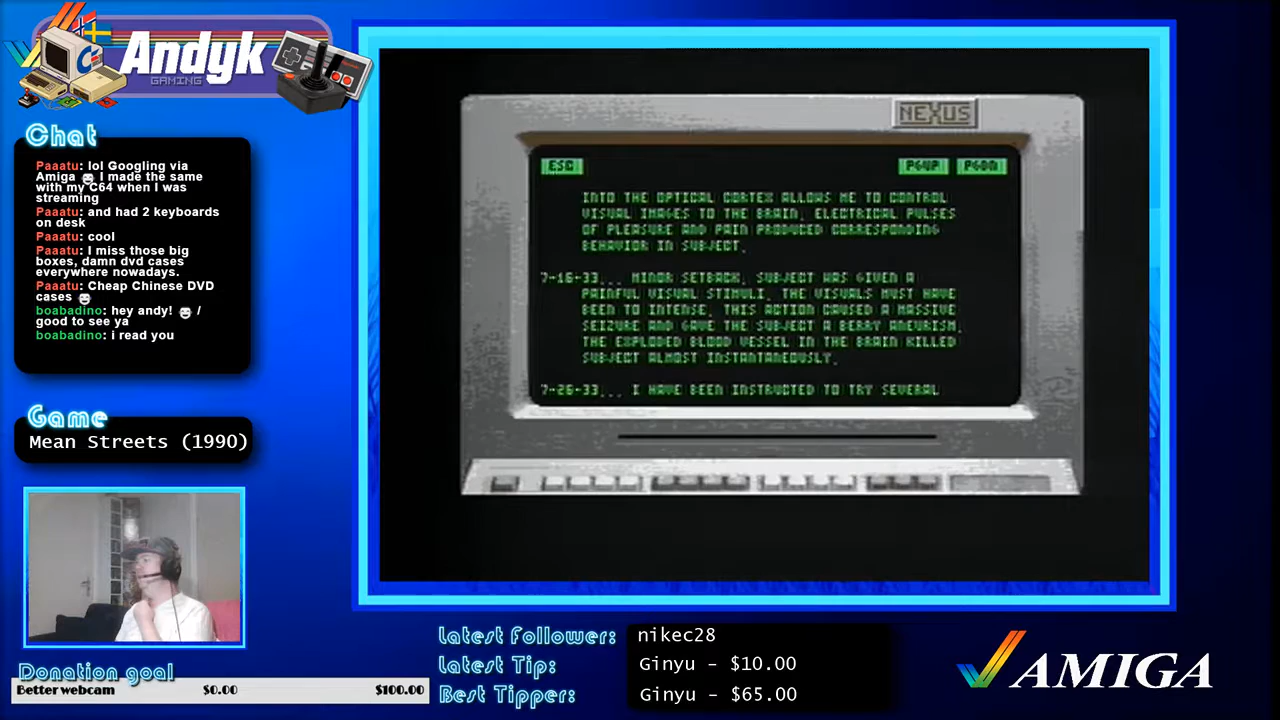 Andyk
GAMING
Chat
Paaatu: lol Googling via
Amiga I made the same
with my C64 when I was
streaming
Paaatu: and had 2 keyboards
on desk
Paaatu: cool
Paaatu: I miss those big
boxes, damn dvd cases
everywhere nowadays.
Paaatu: Cheap Chinese DVD
cases
boabadino: hey andy! /
good to see ya
boabadino: i read you
Game
Mean Streets (1990)
Donation goal
Better webcam $0.00 $100.00
NEXUS
ESC PGUP PGDN
INTO THE OPTICAL CORTEX ALLOWS ME TO CONTROL
VISUAL IMAGES TO THE BRAIN. ELECTRICAL PULSES
OF PLEASURE AND PAIN PRODUCED CORRESPONDING
BEHAVIOR IN SUBJECT.
7-16-33... MINOR SETBACK. SUBJECT WAS GIVEN A
PAINFUL VISUAL STIMULI. THE VISUALS MUST HAVE
BEEN TO INTENSE. THIS ACTION CAUSED A MASSIVE
SEIZURE AND GAVE THE SUBJECT A BERRY ANEURISM.
THE EXPLODED BLOOD VESSEL IN THE BRAIN KILLED
SUBJECT ALMOST INSTANTANEOUSLY.
7-26-33... I HAVE BEEN INSTRUCTED TO TRY SEVERAL
Latest Follower: nikec28
Latest Tip: Ginyu - $10.00
Best Tipper: Ginyu - $65.00
AMIGA